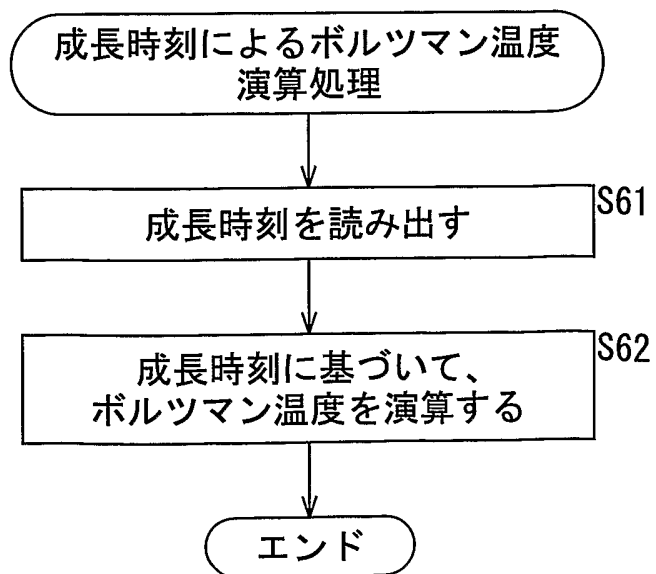 成長時刻によるボルツマン温度
演算処理
S61
成長時刻を読み出す
S62
成長時刻に基づいて、
ボルツマン温度を演算する
エンド